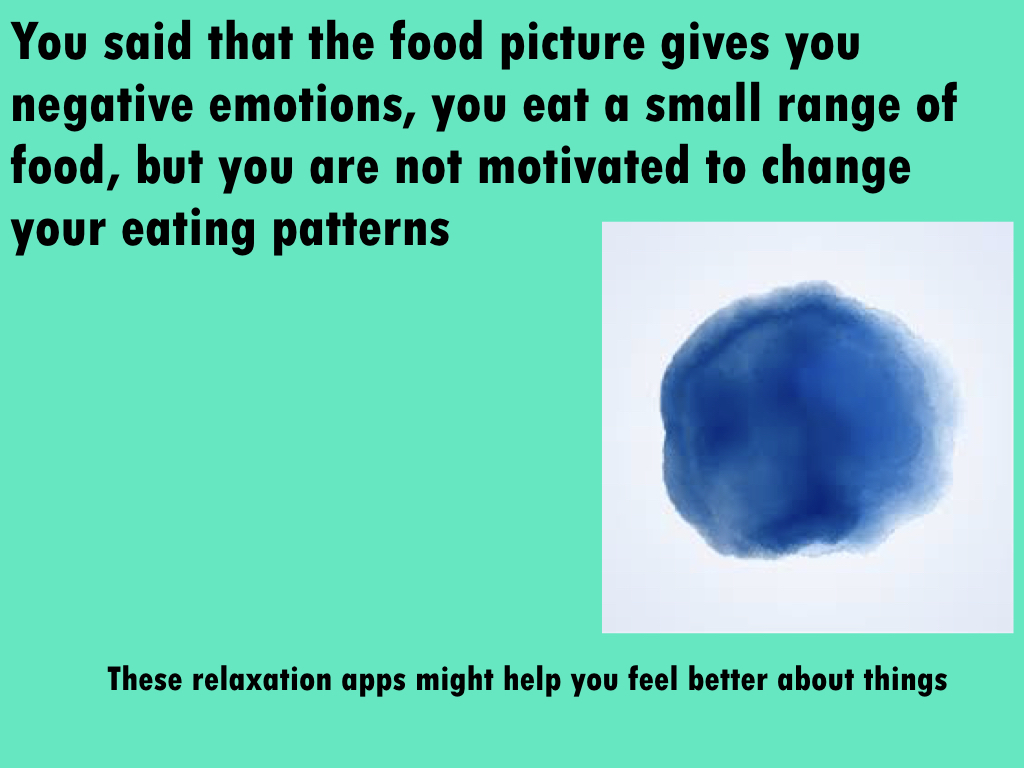 You said that the food picture gives you
negative emotions, you eat a small range of
food, but you are not motivated to change
your eating patterns
These relaxation apps might help you feel better about things